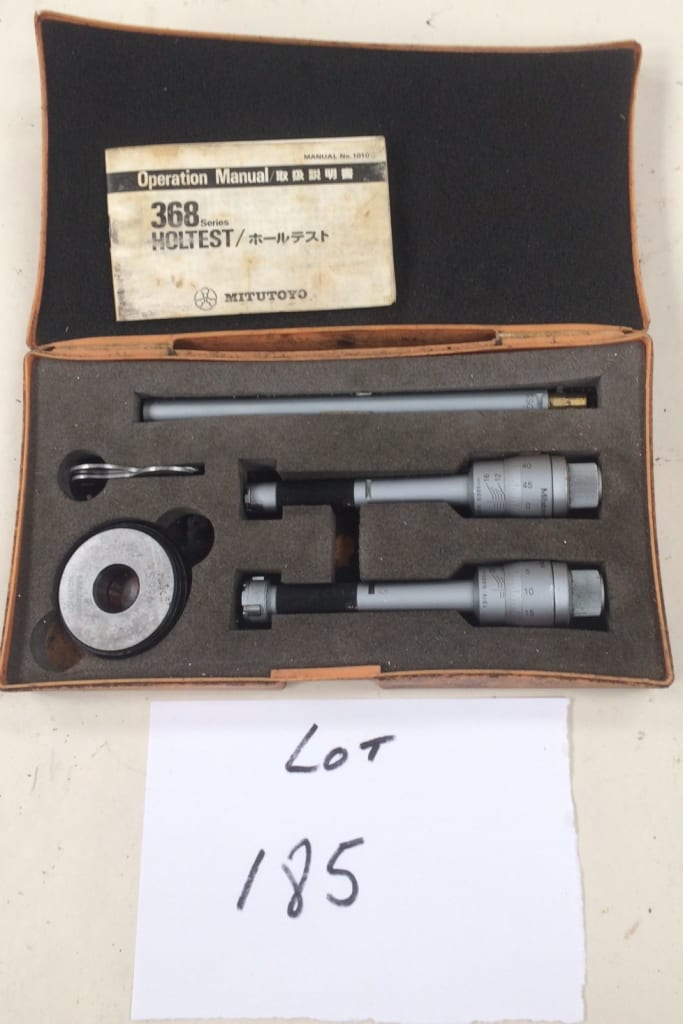 MANUAL No.1010
Operation Manual/取扱説明書
368 Series
HOLTEST/ホールテスト
MITUTOYO
LOT
185